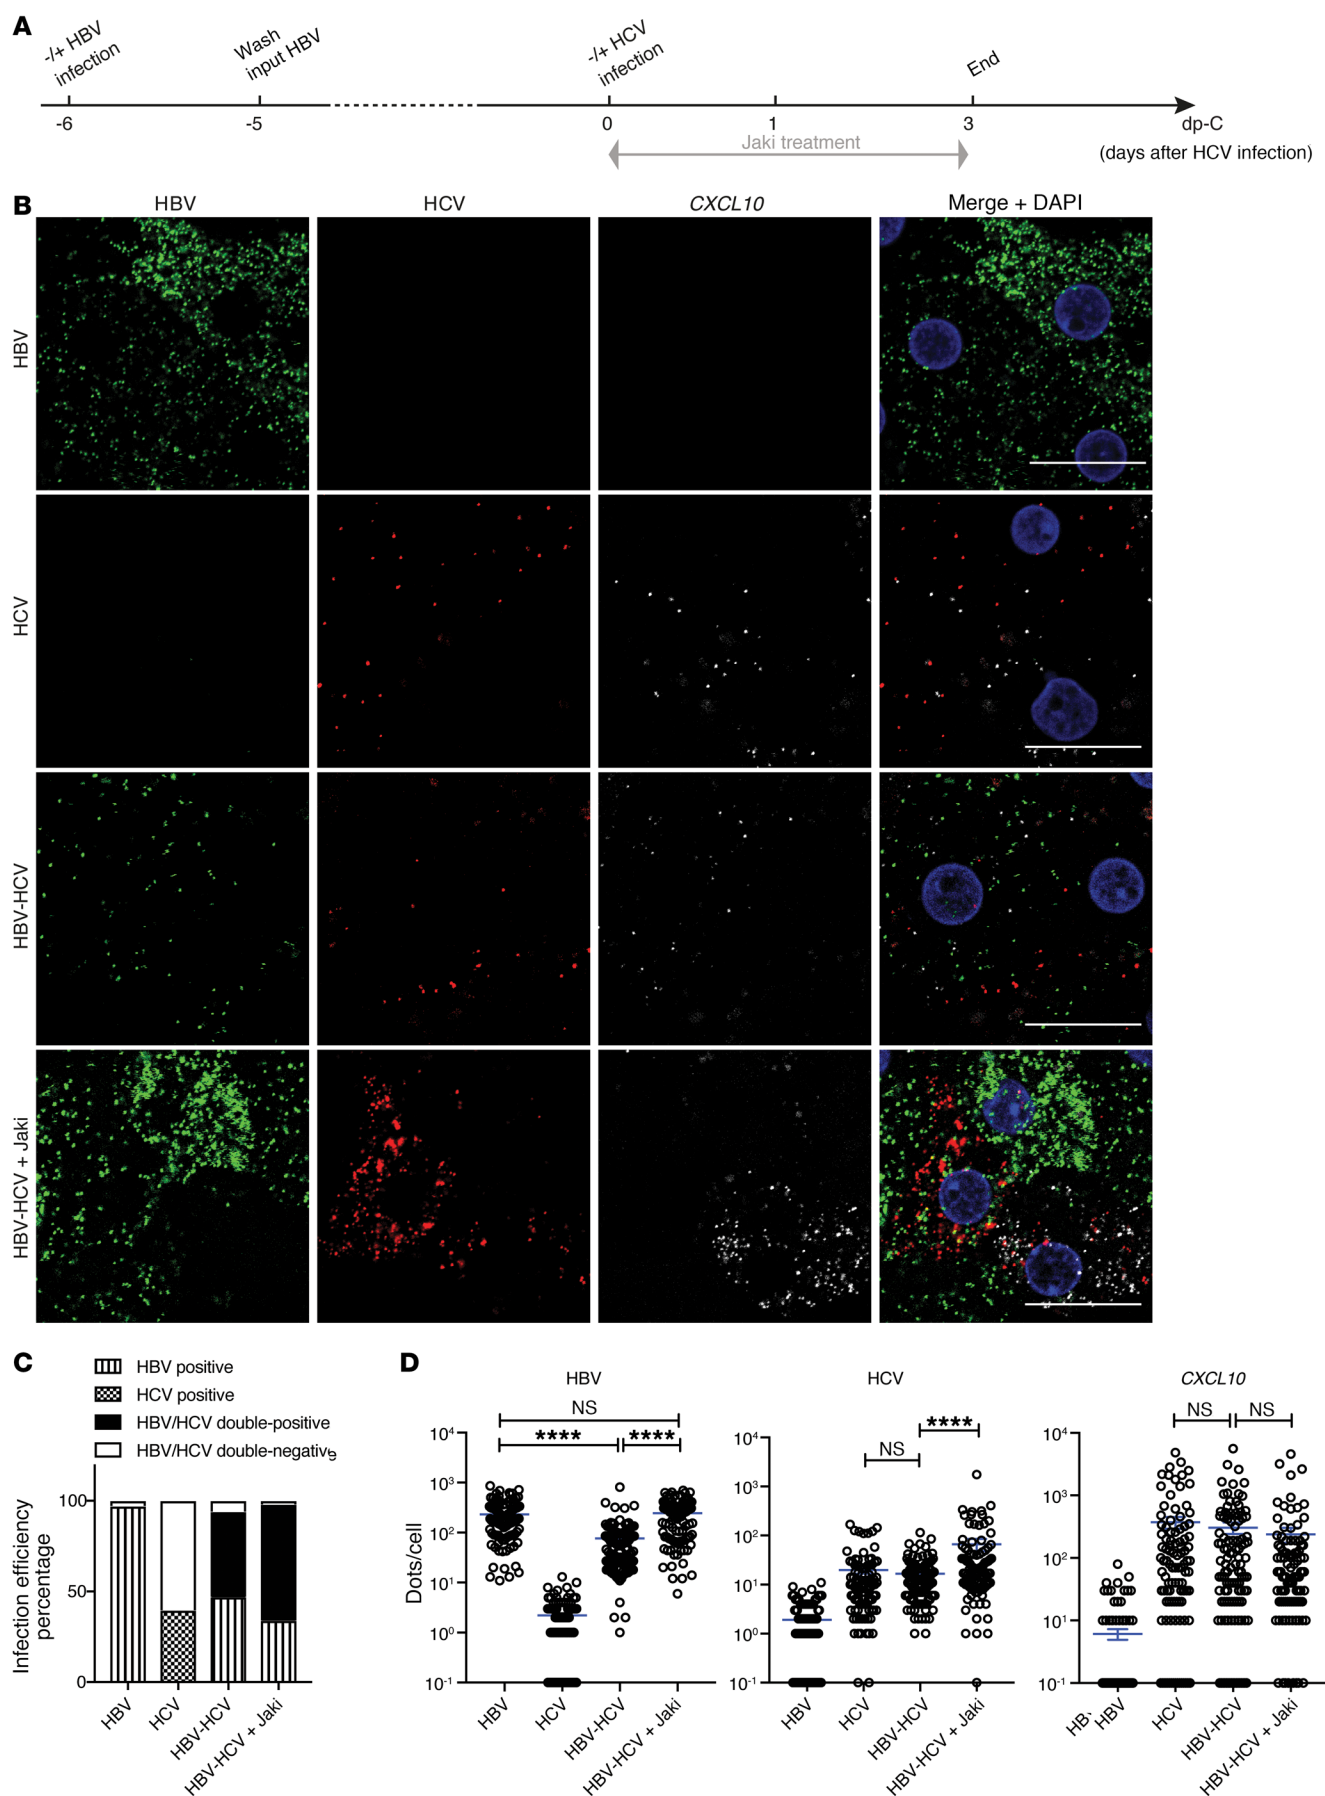 A
-/+ HBV
infection
Wash
input HBV
-/+ HCV
infection
End
-6
-5
0
1
3
dp-C
Jaki treatment
(days after HCV infection)
B
HBV
HCV
CXCL10
Merge + DAPI
HBV
HCV
HBV-HCV
HBV-HCV + Jaki
C
HBV positive
HCV positive
HBV/HCV double-positive
HBV/HCV double-negative
Infection efficiency
percentage
100
50
0
HBV
HCV
HBV-HCV
HBV-HCV + Jaki
D
HBV
NS
****
****
Dots/cell
10⁴
10³
10²
10¹
10⁰
10⁻¹
HBV
HCV
HBV-HCV
HBV-HCV + Jaki
HCV
****
NS
10⁴
10³
10²
10¹
10⁰
10⁻¹
HBV
HCV
HBV-HCV
HBV-HCV + Jaki
CXCL10
NS
NS
10⁴
10³
10²
10¹
10⁻¹
HBV
HCV
HBV-HCV
HBV-HCV + Jaki